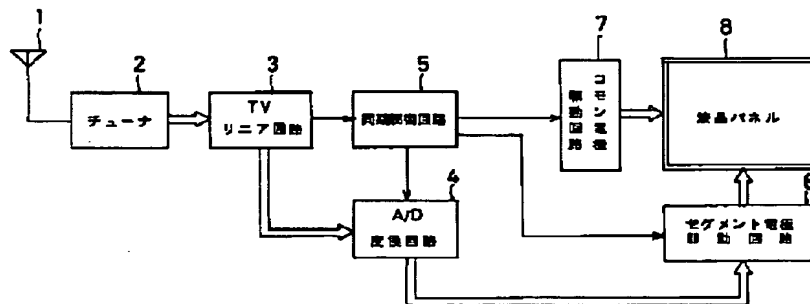 1
2
チューナ
3
TV
リニア回路
5
同期制御回路
7
コモン電極
駆動回路
8
液晶パネル
4
A/D
変換回路
6
セグメント電極
駆動回路